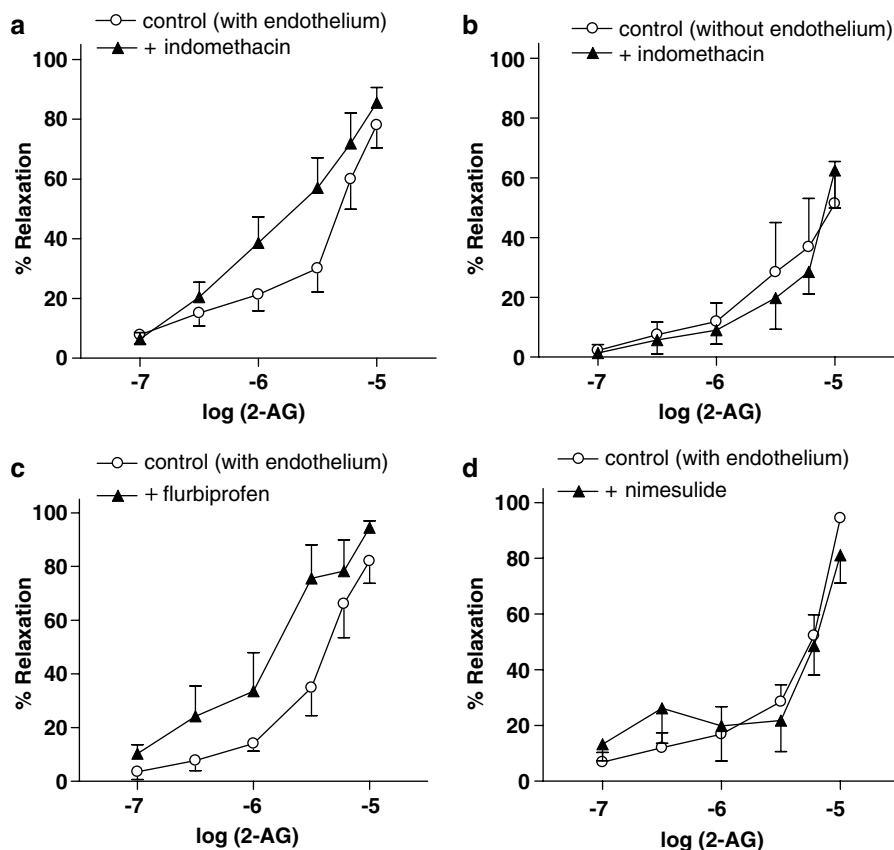 a
control (with endothelium)
+ indomethacin
100
80
60
40
20
0
% Relaxation
-7
-6
-5
log (2-AG)
b
control (without endothelium)
+ indomethacin
100
80
60
40
20
0
% Relaxation
-7
-6
-5
log (2-AG)
c
control (with endothelium)
+ flurbiprofen
100
80
60
40
20
0
% Relaxation
-7
-6
-5
log (2-AG)
d
control (with endothelium)
+ nimesulide
100
80
60
40
20
0
% Relaxation
-7
-6
-5
log (2-AG)